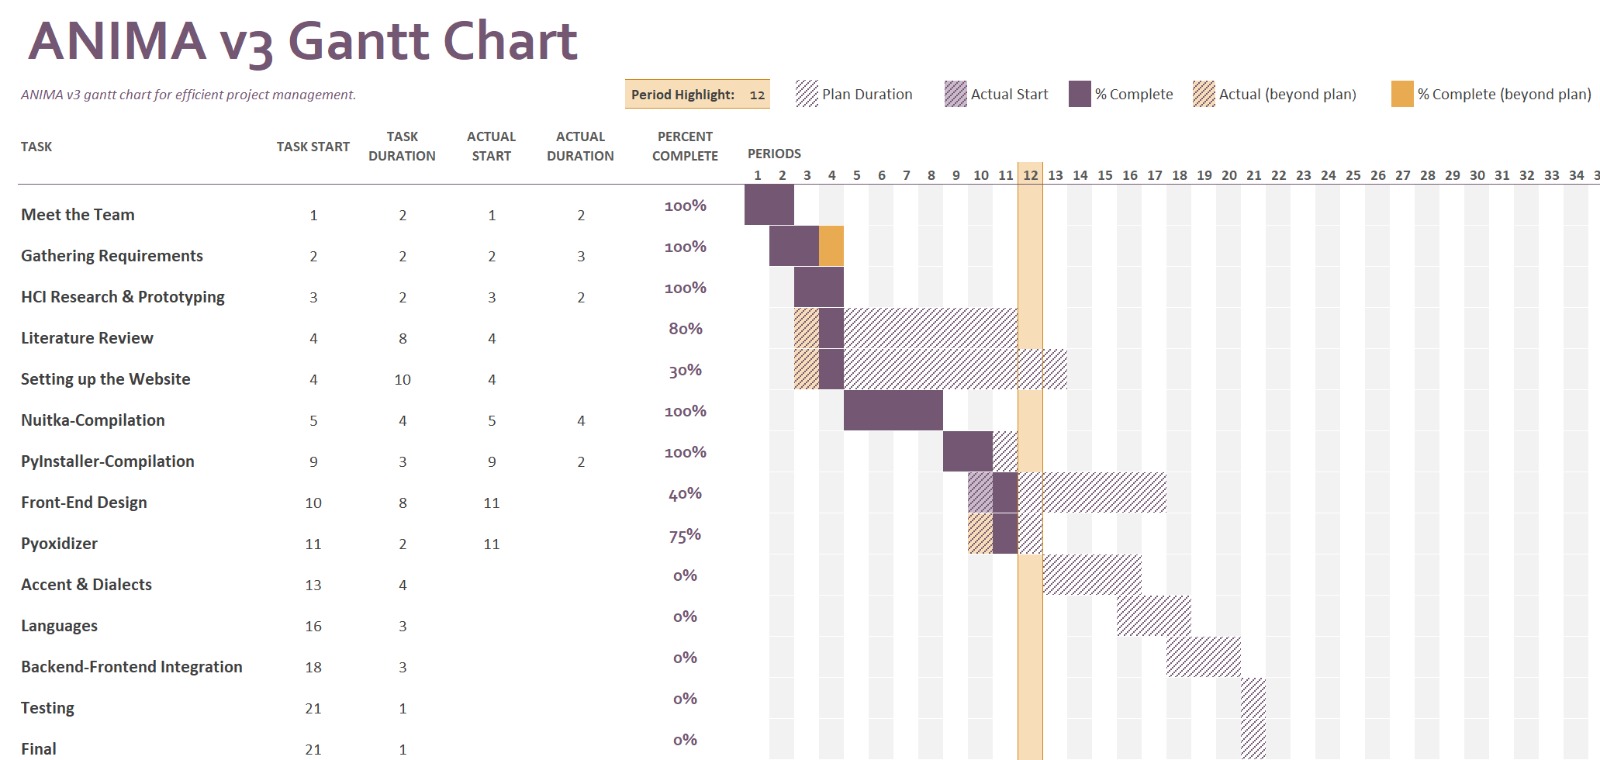 ANIMA v3 Gantt Chart
ANIMA v3 gantt chart for efficient project management.
Period Highlight: 12 Plan Duration Actual Start % Complete Actual (beyond plan) % Complete (beyond plan)
TASK TASK START TASK DURATION ACTUAL START ACTUAL DURATION PERCENT COMPLETE PERIODS
1 2 3 4 5 6 7 8 9 10 11 12 13 14 15 16 17 18 19 20 21 22 23 24 25 26 27 28 29 30 31 32 33 34
Meet the Team 1 2 1 2 100%
Gathering Requirements 2 2 2 3 100%
HCI Research & Prototyping 3 2 3 2 100%
Literature Review 4 8 4 80%
Setting up the Website 4 10 4 30%
Nuitka-Compilation 5 4 5 4 100%
PyInstaller-Compilation 9 3 9 2 100%
Front-End Design 10 8 11 40%
Pyoxidizer 11 2 11 75%
Accent & Dialects 13 4 0%
Languages 16 3 0%
Backend-Frontend Integration 18 3 0%
Testing 21 1 0%
Final 21 1 0%